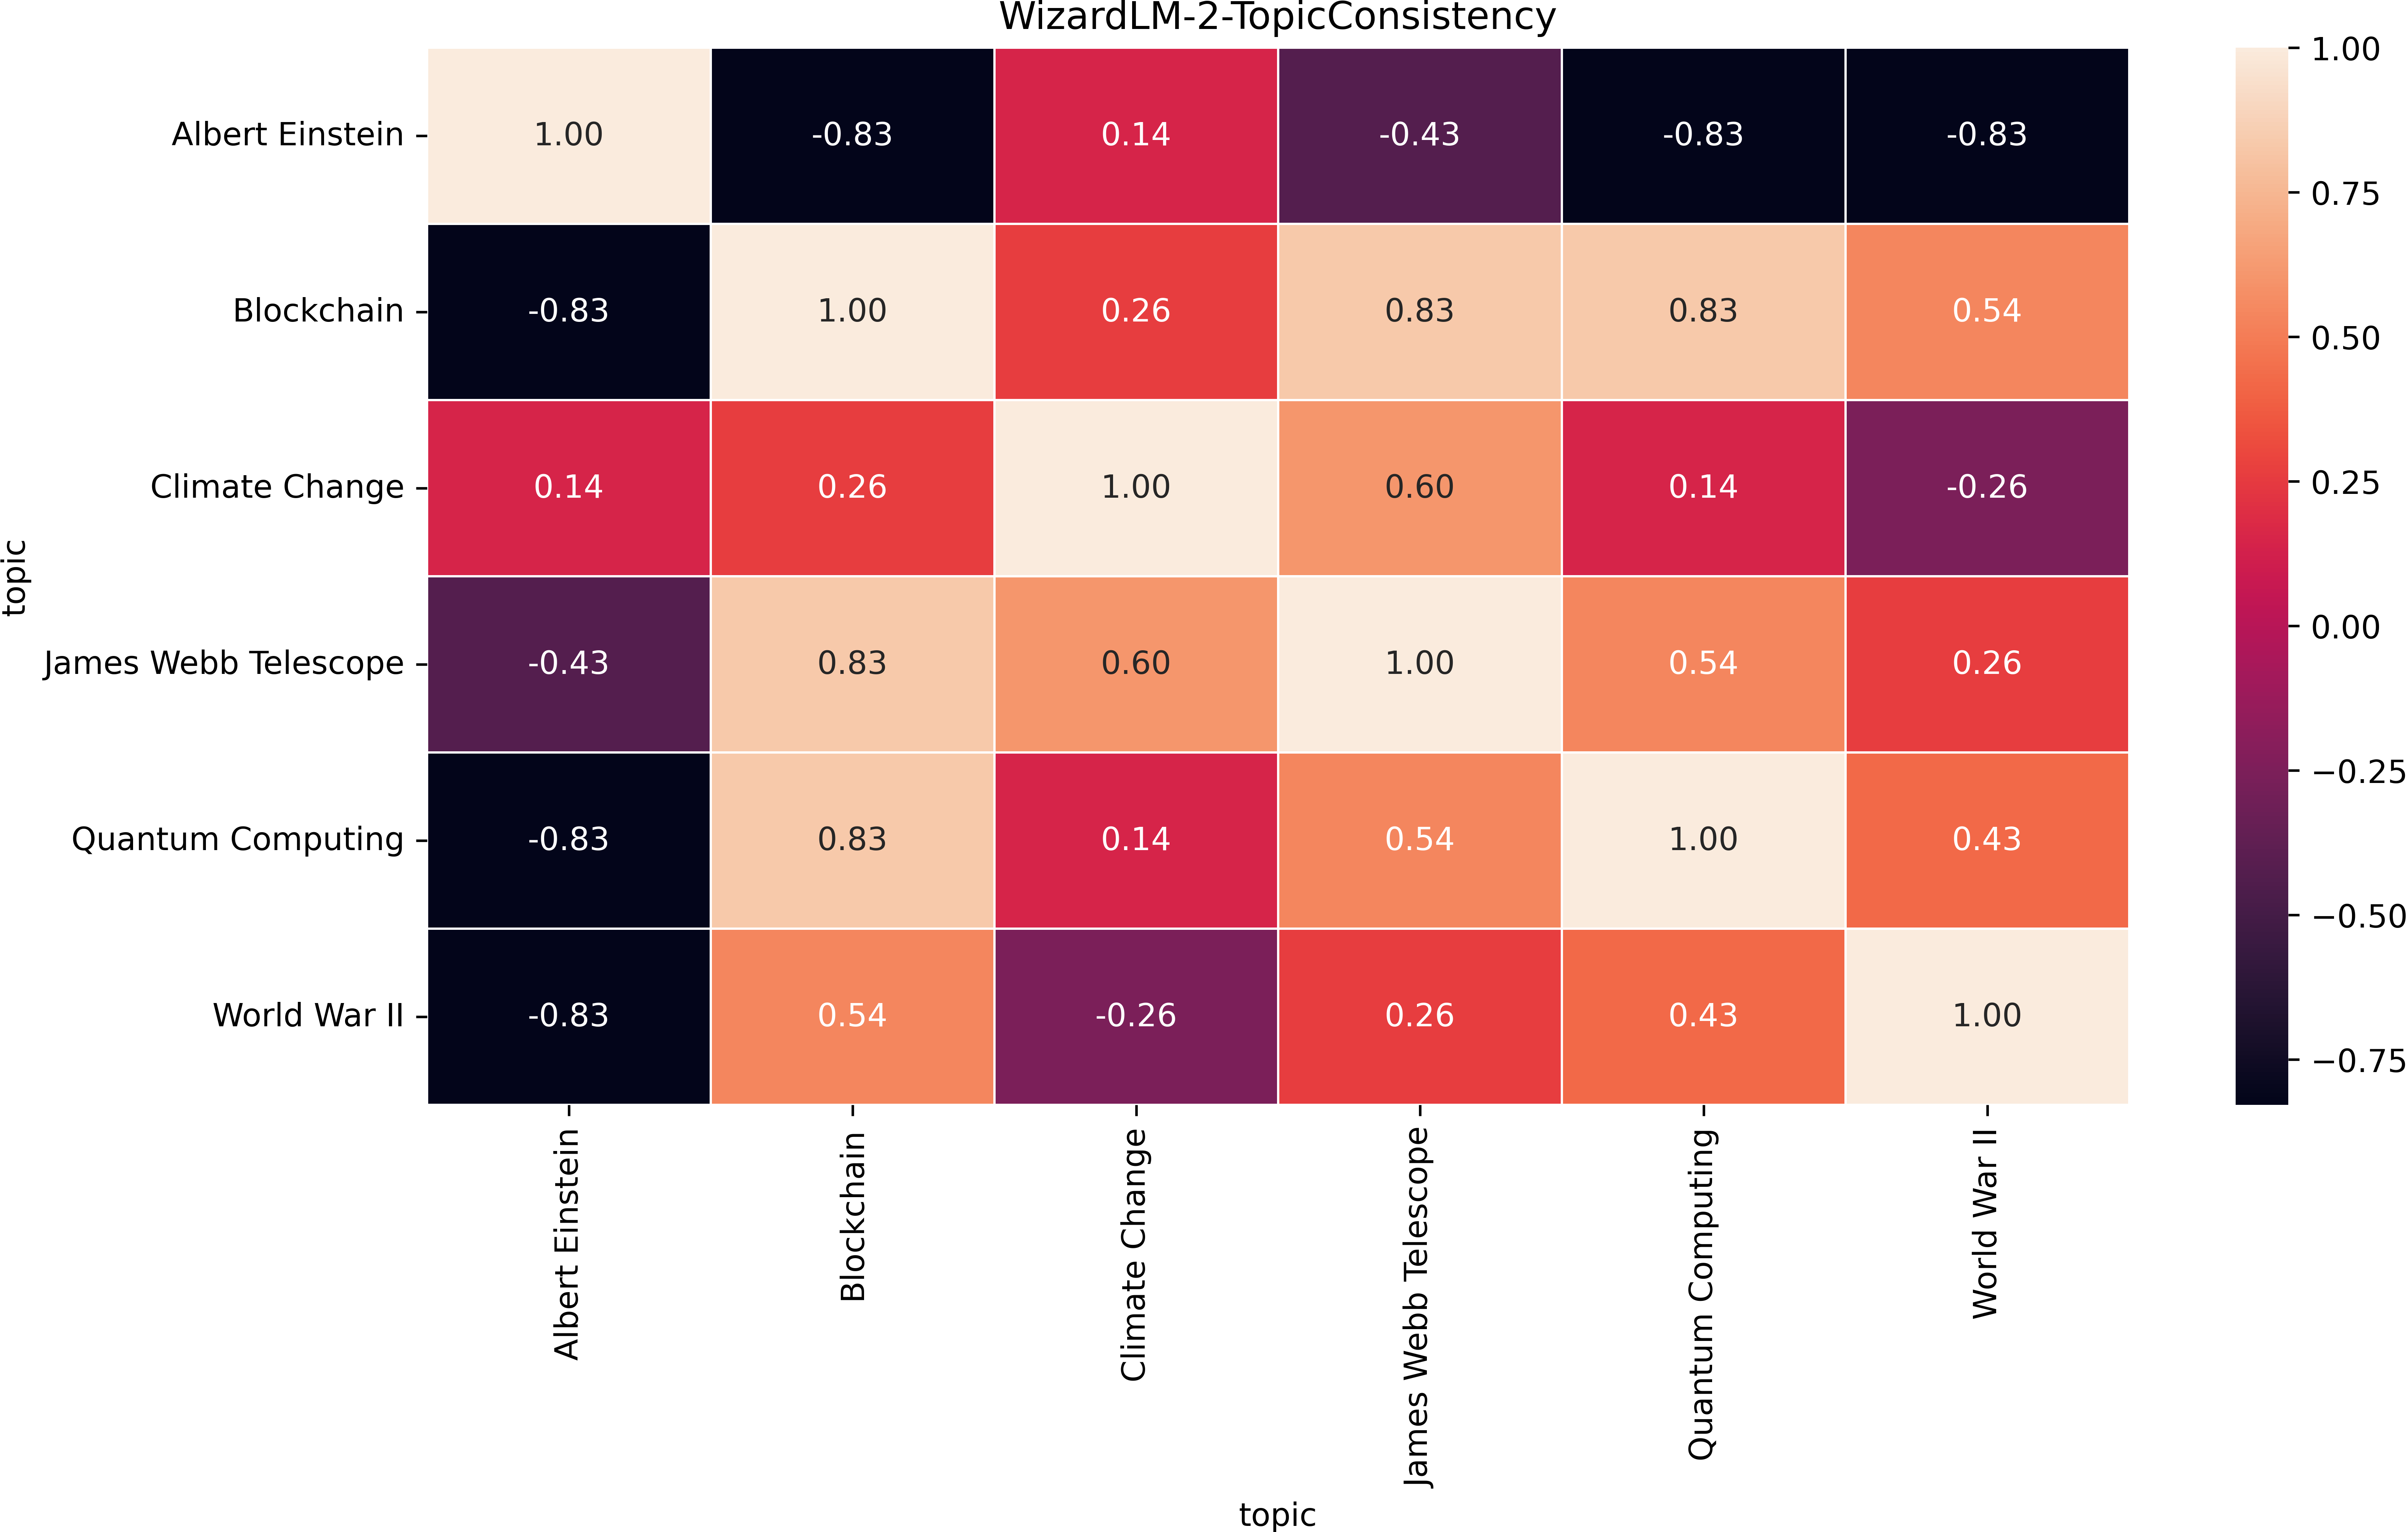 WizardLM-2-TopicConsistency
topic
Albert Einstein 1.00 -0.83 0.14 -0.43 -0.83 -0.83
Blockchain -0.83 1.00 0.26 0.83 0.83 0.54
Climate Change 0.14 0.26 1.00 0.60 0.14 -0.26
James Webb Telescope -0.43 0.83 0.60 1.00 0.54 0.26
Quantum Computing -0.83 0.83 0.14 0.54 1.00 0.43
World War II -0.83 0.54 -0.26 0.26 0.43 1.00
Albert Einstein
Blockchain
Climate Change
James Webb Telescope
Quantum Computing
World War II
topic
1.00
0.75
0.50
0.25
0.00
−0.25
−0.50
−0.75